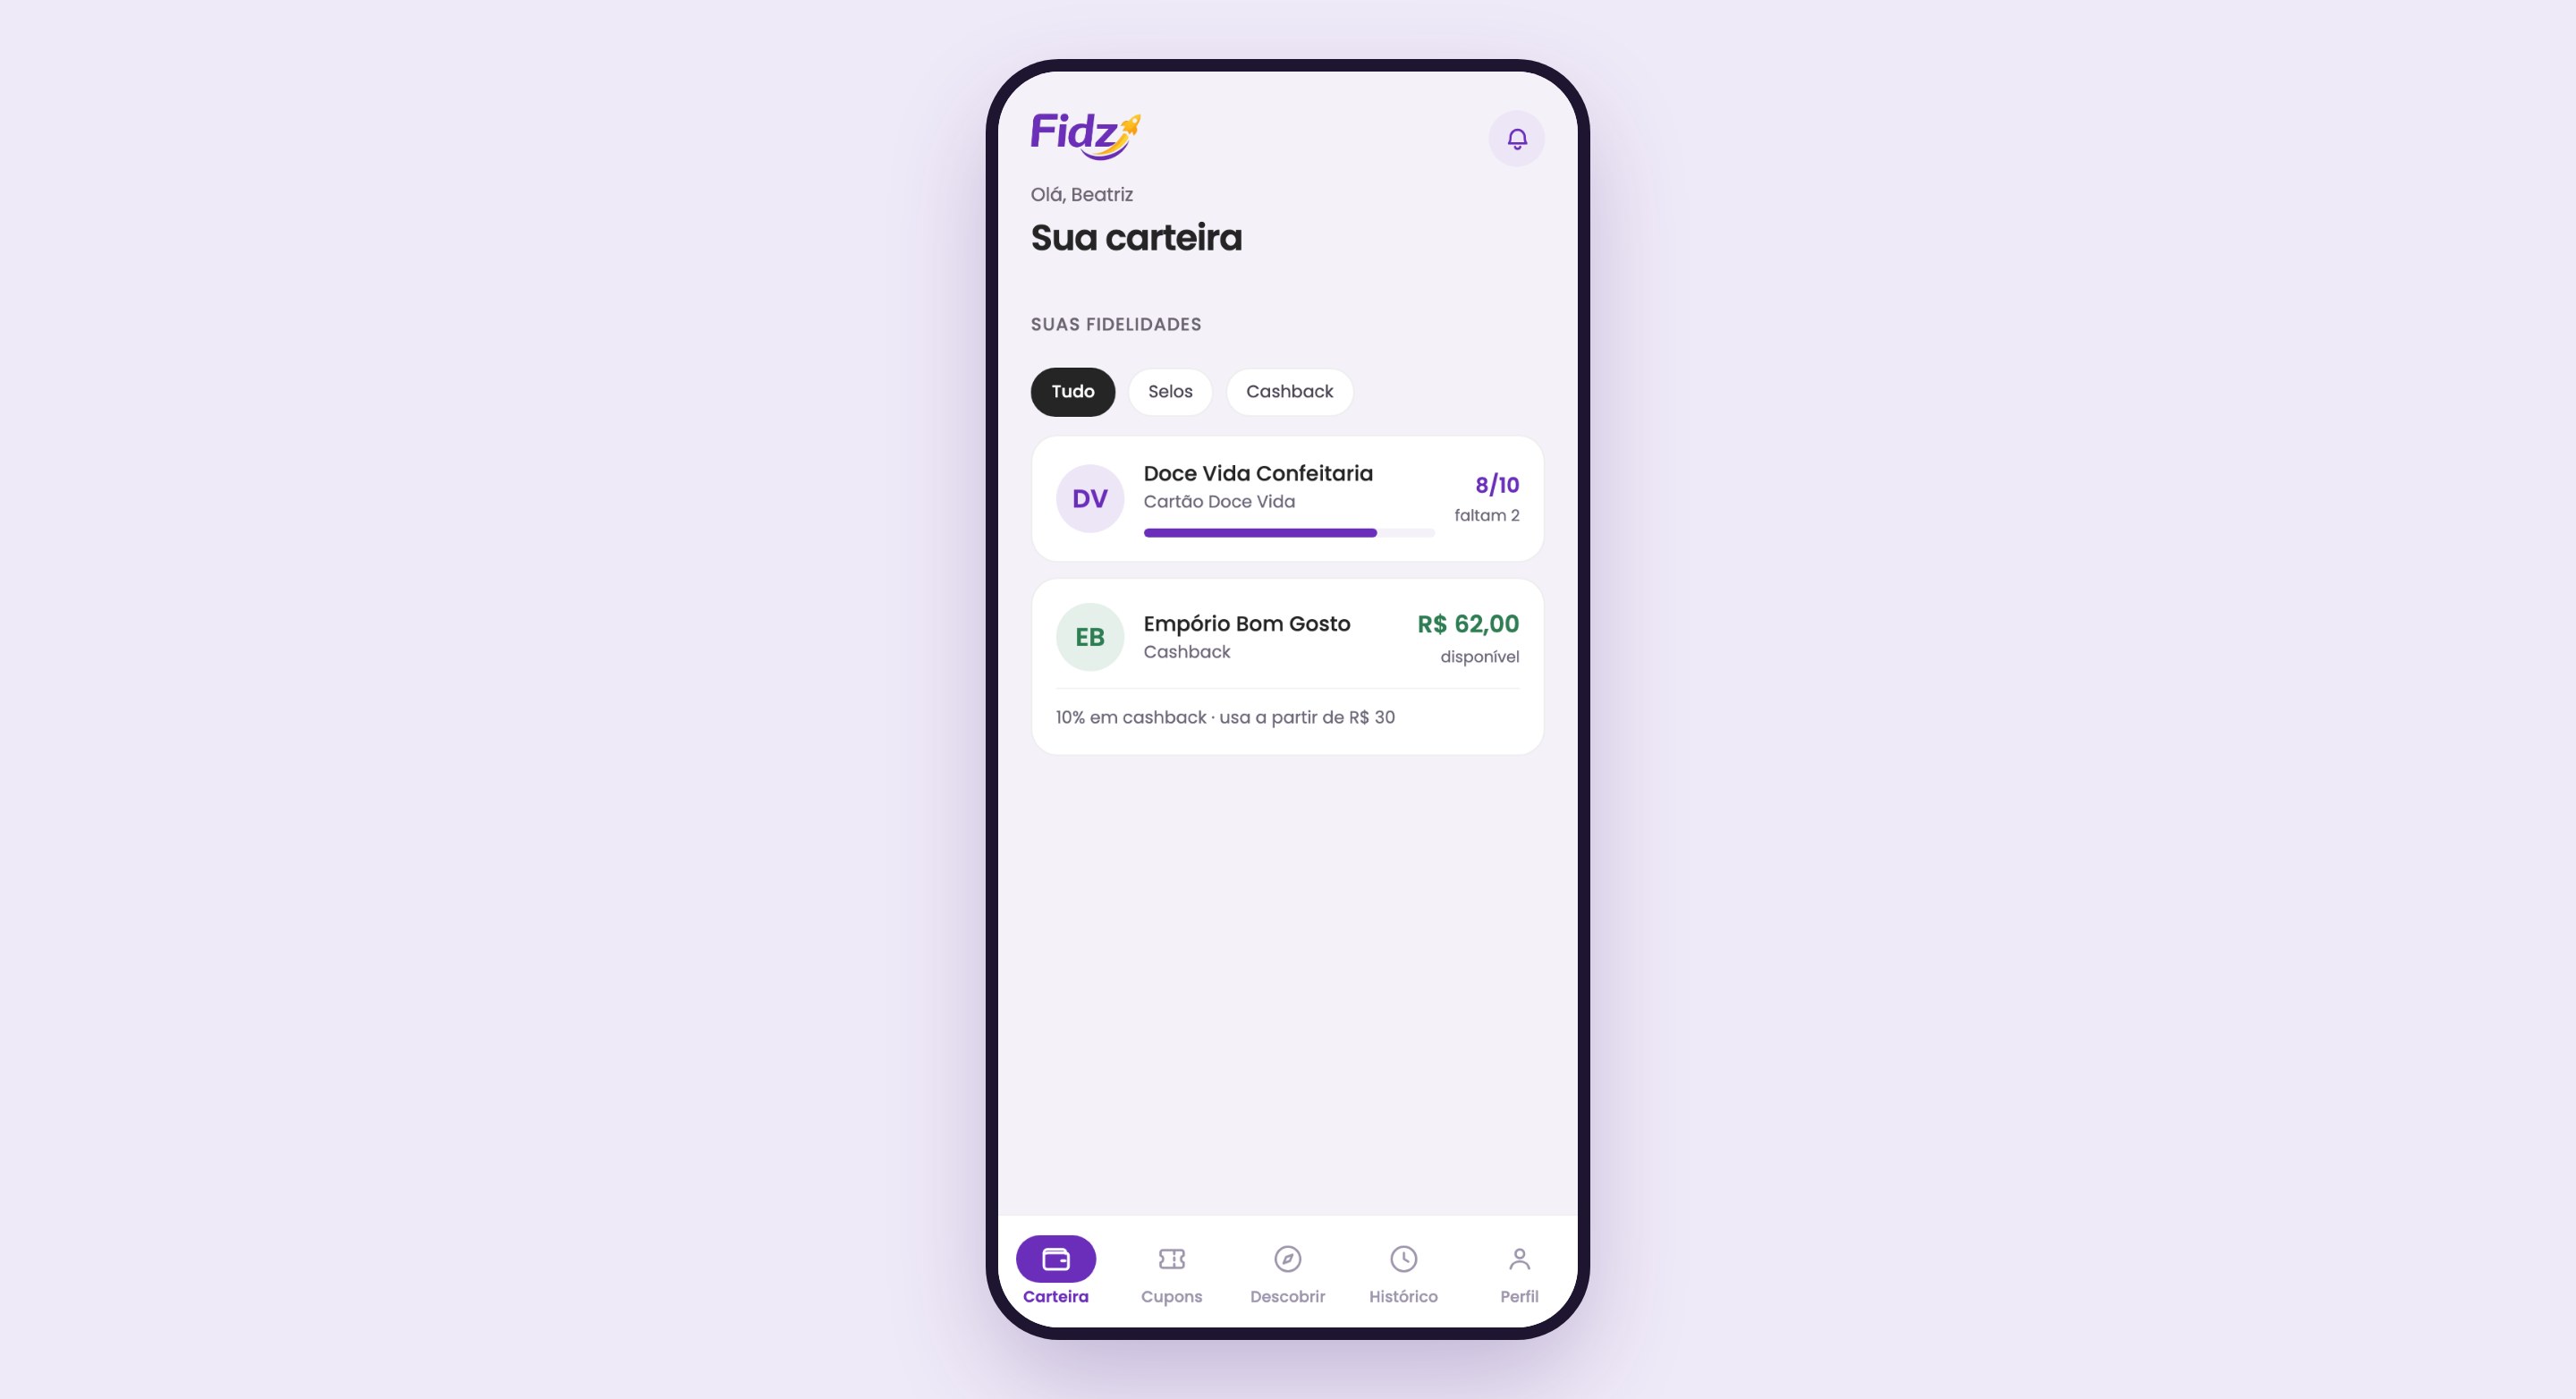 Fidz
Olá, Beatriz
Sua carteira
SUAS FIDELIDADES
Tudo
Selos
Cashback
DV
Doce Vida Confeitaria
Cartão Doce Vida
8/10
faltam 2
EB
Empório Bom Gosto
Cashback
R$ 62,00
disponível
10% em cashback · usa a partir de R$ 30
Carteira
Cupons
Descobrir
Histórico
Perfil